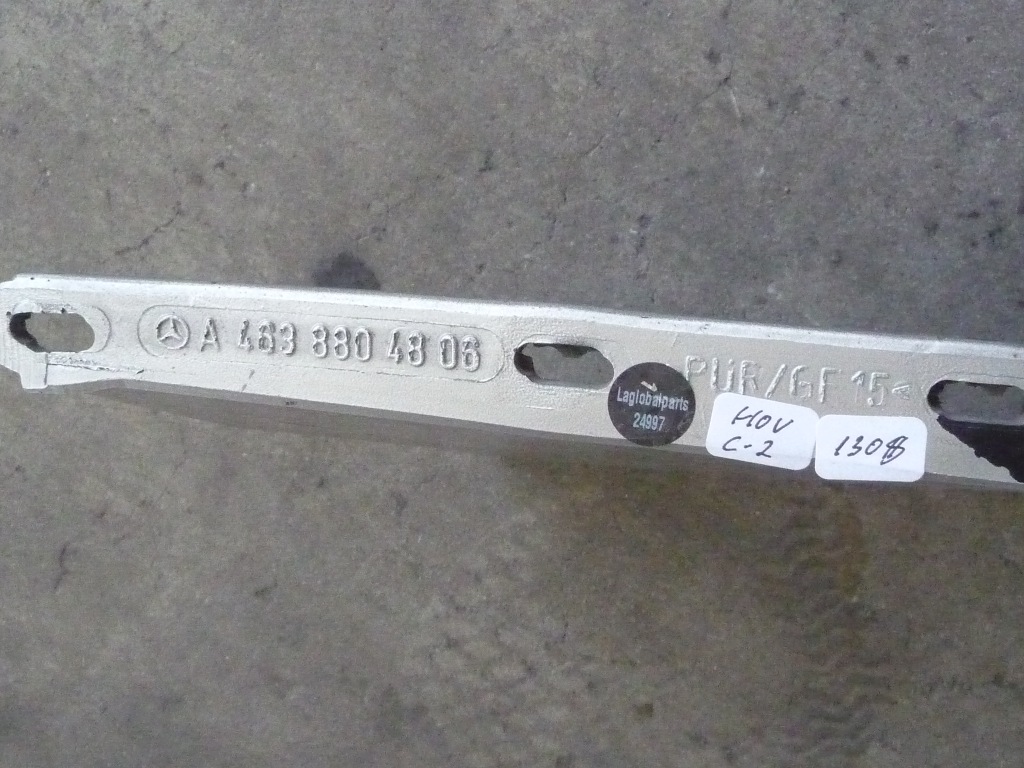 A 463 880 48 06
PUR/GF15<
Laglobalparts
24997
HOV
C-2
1308